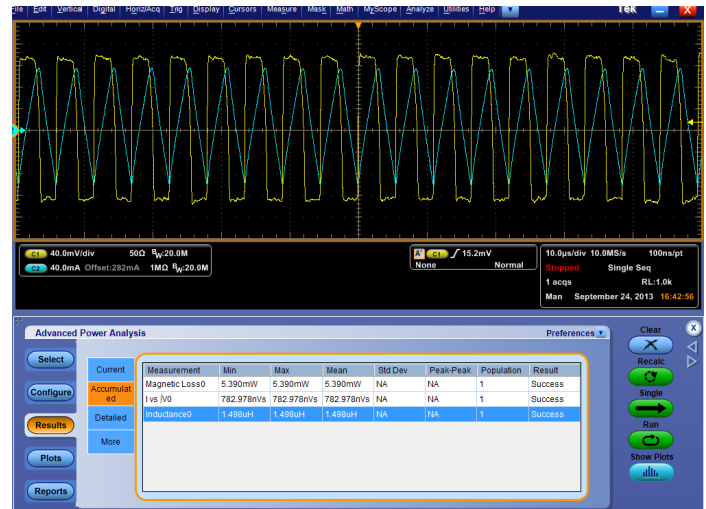 ile Edit Vertical Digital Horiz/Acq Trig Display Cursors Measure Mask Math MyScope Analyze Utilities Help Tek X
C1 40.0mV/div 50Ω BW:20.0M
C2 40.0mA Offset:282mA 1MΩ BW:20.0M
A' C1 ∫ 15.2mV
None Normal
10.0µs/div 10.0MS/s 100ns/pt
Stopped Single Seq
1 acqs RL:1.0k
Man September 24, 2013 16:42:56
Advanced Power Analysis Preferences
Clear X
Select
Configure
Results
Plots
Reports
Current
Accumulat
ed
Detailed
More
Measurement Min Max Mean Std Dev Peak-Peak Population Result
Magnetic Loss0 5.390mW 5.390mW 5.390mW NA NA 1 Success
I vs ∫V0 782.978nVs 782.978nVs 782.978nVs NA NA 1 Success
Inductance0 1.498uH 1.498uH 1.498uH NA NA 1 Success
Recalc
Single
Run
Show Plots